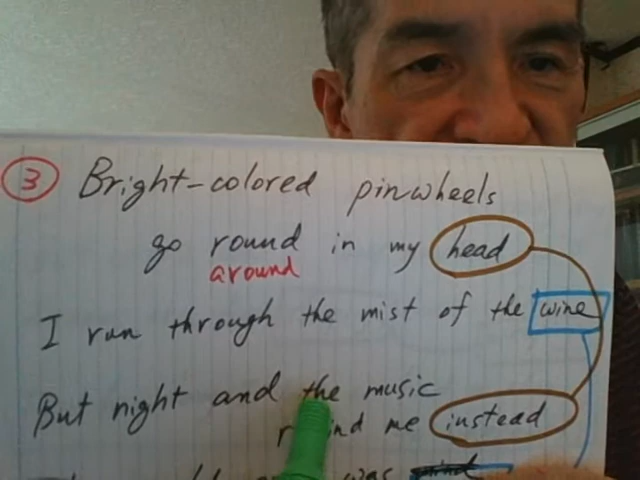 3 Bright-colored pinwheels
go round in my head
around
I run through the mist of the wine
But night and the music
me instead
was